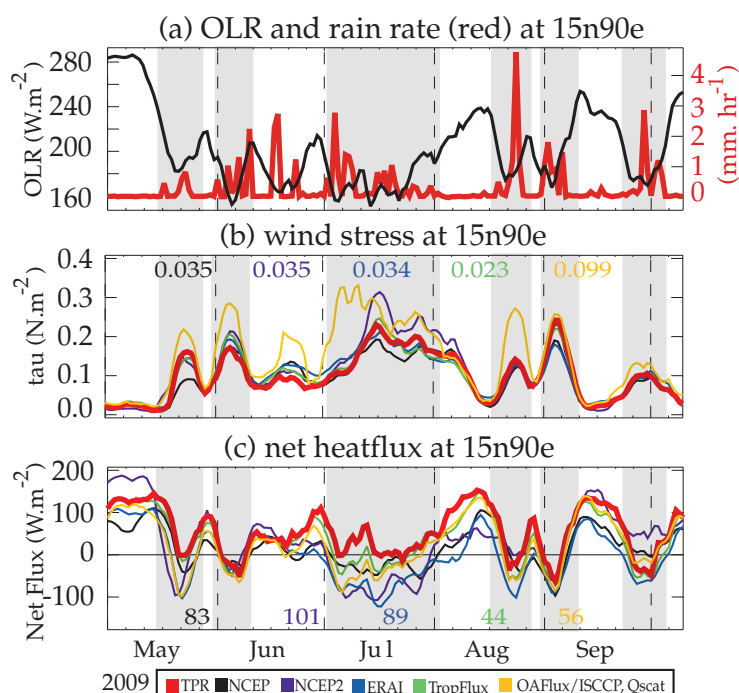 (a) OLR and rain rate (red) at 15n90e
280
240
200
160
OLR (W.m-2)
5
4
3
2
1
0
(mm. hr-1)
(b) wind stress at 15n90e
0.4
0.3
0.2
0.1
0.0
tau (N.m-2)
0.035 0.035 0.034 0.023 0.099
(c) net heatflux at 15n90e
200
100
0
-100
Net Flux (W.m-2)
83 101 89 44 56
May Jun Jul Aug Sep
2009 TPR NCEP NCEP2 ERAI TropFlux OAFlux/ISCCP, Qscat